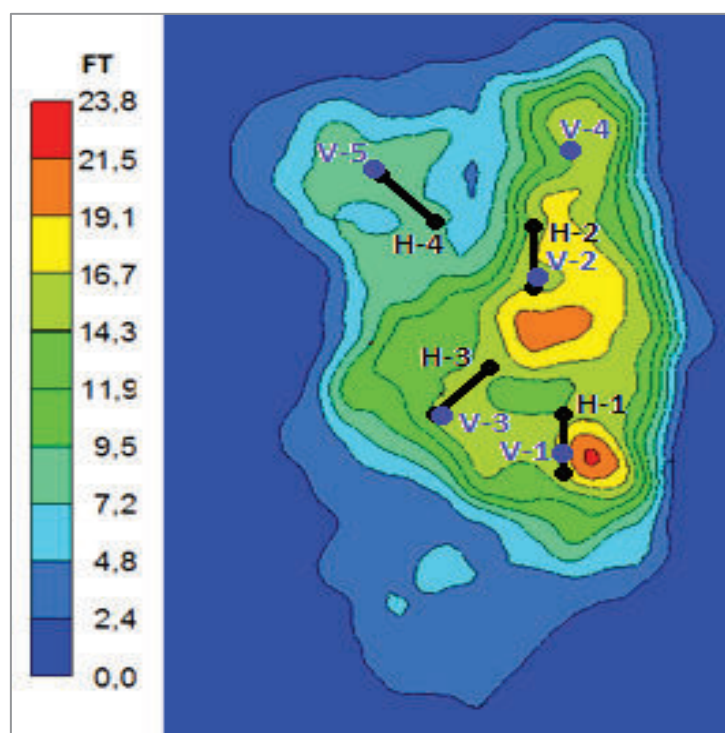 FT
23,8
21,5
19,1
16,7
14,3
11,9
9,5
7,2
4,8
2,4
0,0
V-4
V-5
H-2
H-4
V-2
H-3
H-1
V-3
V-1